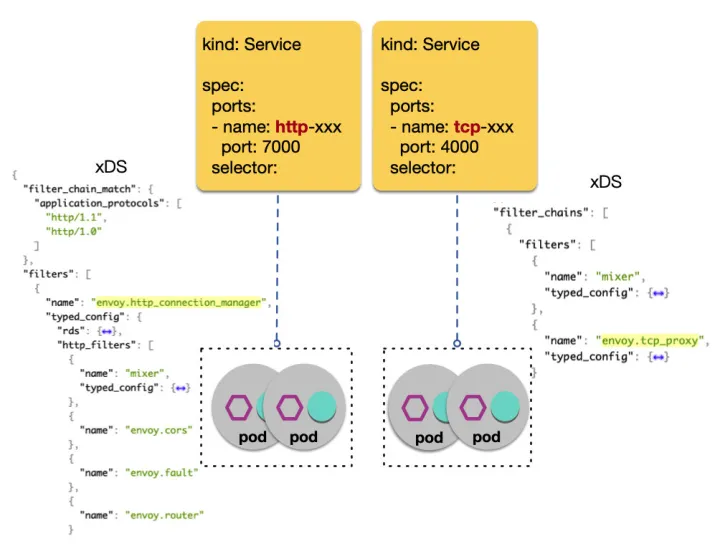 kind: Service
spec:
ports:
- name: http-xxx
port: 7000
selector:
kind: Service
spec:
ports:
- name: tcp-xxx
port: 4000
selector:
xDS
{
"filter_chain_match": {
"application_protocols": [
"http/1.1",
"http/1.0"
]
},
"filters": [
{
"name": "envoy.http_connection_manager",
"typed_config": {
"rds": {↔},
"http_filters": [
{
"name": "mixer",
"typed_config": {↔}
},
{
"name": "envoy.cors"
},
{
"name": "envoy.fault"
},
{
"name": "envoy.router"
}
xDS
"filter_chains": [
{
"filters": [
{
"name": "mixer",
"typed_config": {↔}
},
{
"name": "envoy.tcp_proxy",
"typed_config": {↔}
}
pod
pod
pod
pod